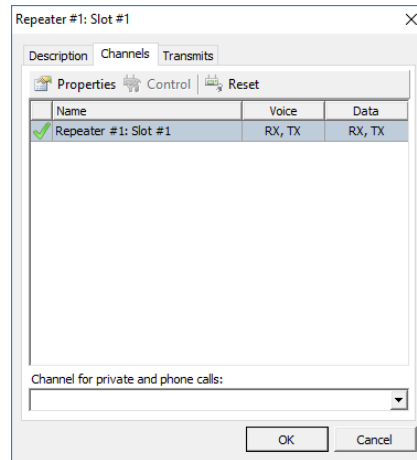 Repeater #1: Slot #1
Description Channels Transmits
Properties Control Reset
Name Voice Data
Repeater #1: Slot #1 RX, TX RX, TX
Channel for private and phone calls:
OK Cancel